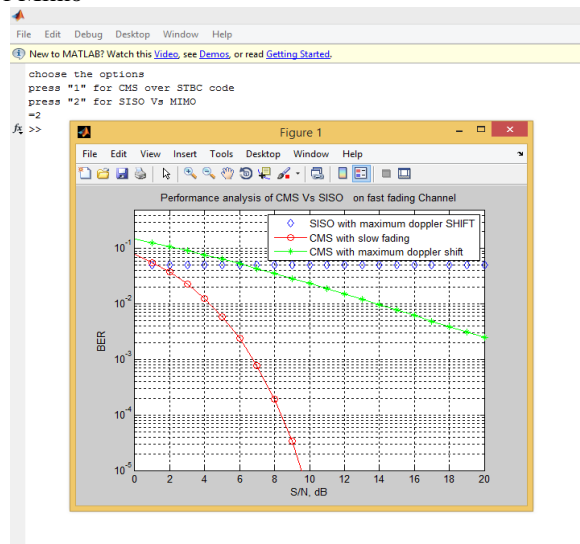 File Edit Debug Desktop Window Help
New to MATLAB? Watch this Video, see Demos, or read Getting Started.
choose the options
press "1" for CMS over STBC code
press "2" for SISO Vs MIMO
=2
fx >>
Figure 1
File Edit View Insert Tools Desktop Window Help
Performance analysis of CMS Vs SISO on fast fading Channel
SISO with maximum doppler SHIFT
CMS with slow fading
CMS with maximum doppler shift
10^-1
10^-2
10^-3
10^-4
10^-5
BER
0 2 4 6 8 10 12 14 16 18 20
S/N, dB